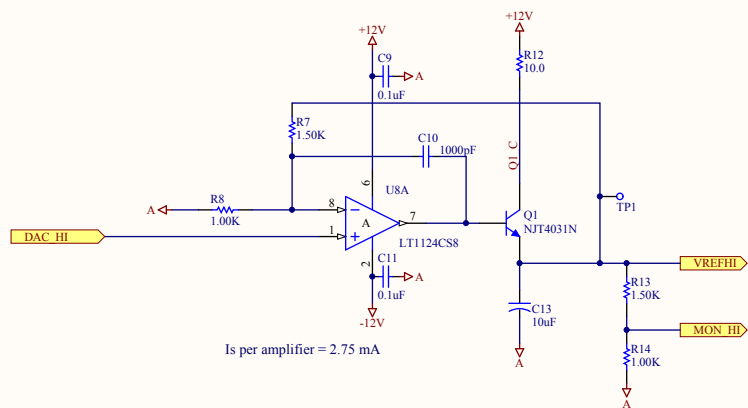 +12V
+12V
C9
A
0.1uF
R12
10.0
R7
1.50K
C10
1000pF
Q1_C
U8A
6
A
R8
1.00K
8
7
A
1
DAC_HI
LT1124CS8
Q1
NJT4031N
TP1
2
C11
A
0.1uF
VREFHI
R13
1.50K
-12V
C13
10uF
MON_HI
Is per amplifier = 2.75 mA
R14
1.00K
A
A